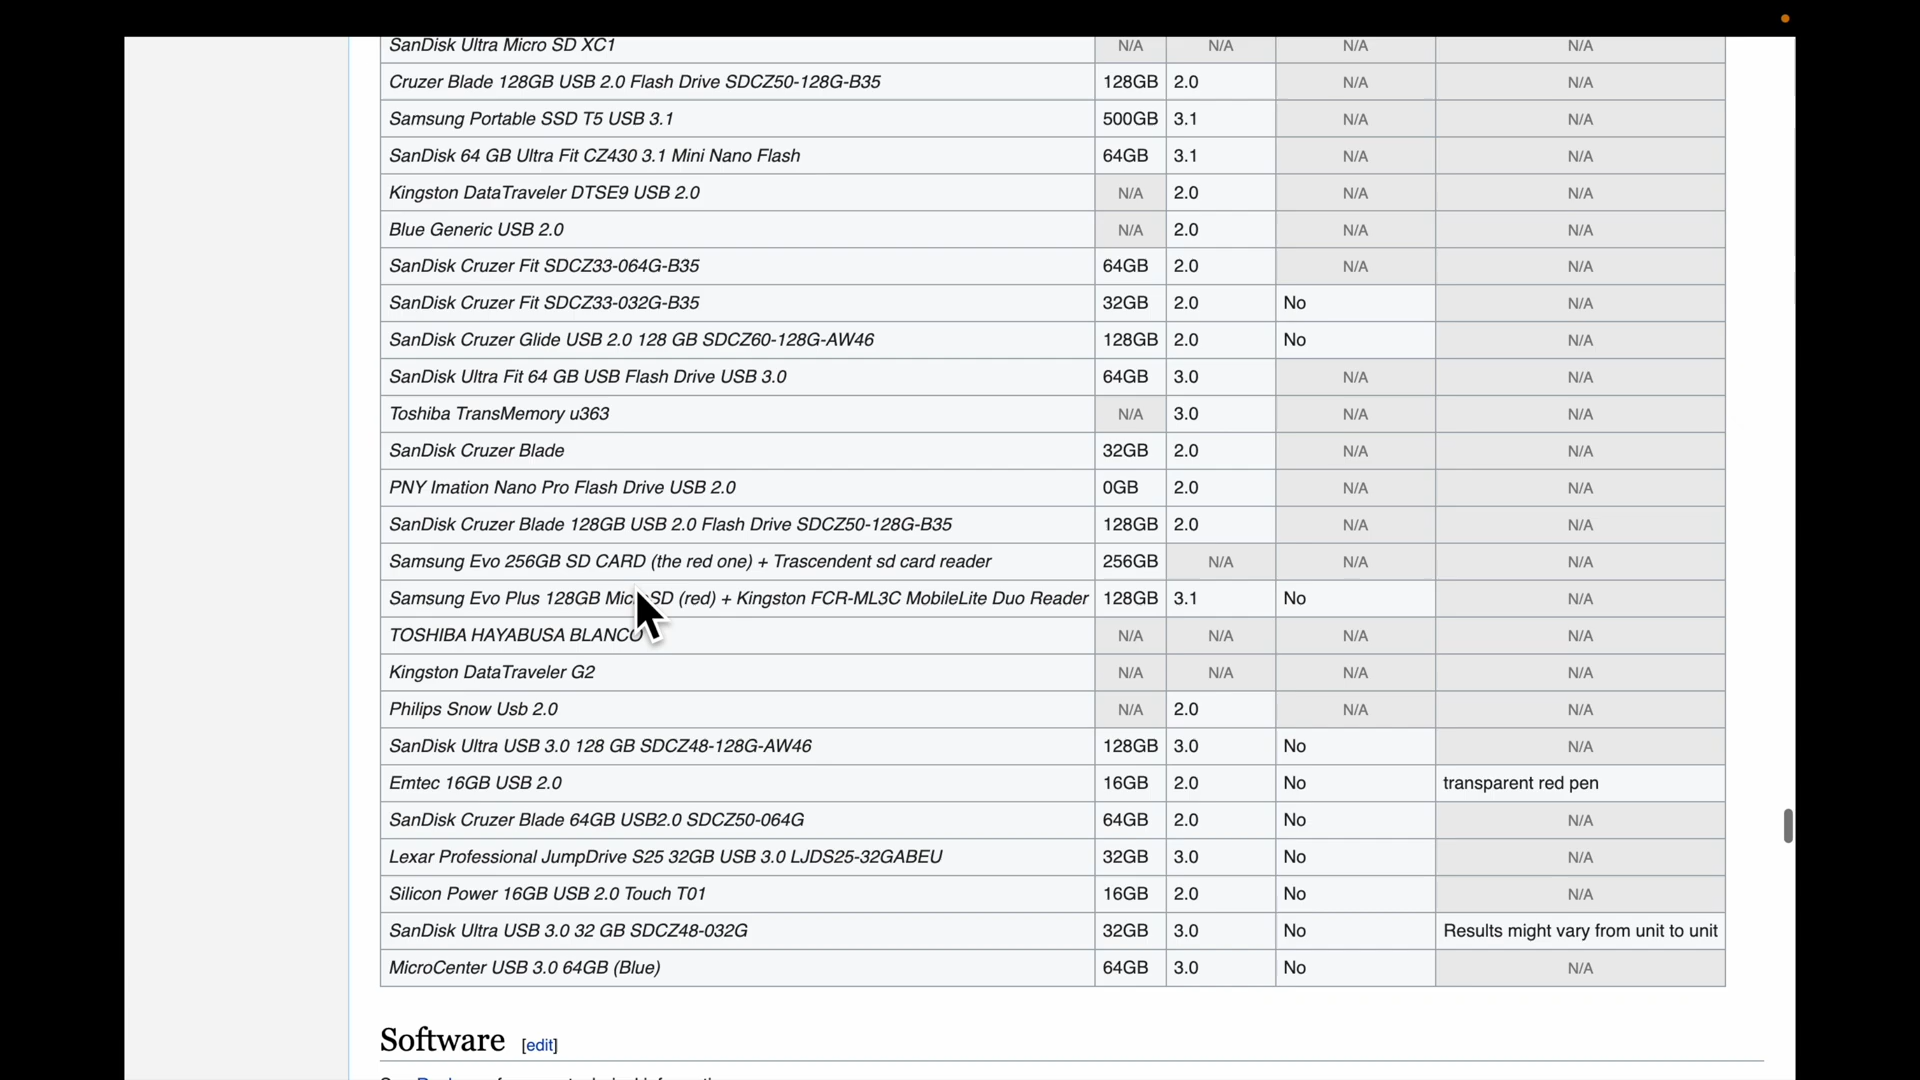 SanDisk Ultra Micro SD XC1 N/A N/A N/A N/A
Cruzer Blade 128GB USB 2.0 Flash Drive SDCZ50-128G-B35 128GB 2.0 N/A N/A
Samsung Portable SSD T5 USB 3.1 500GB 3.1 N/A N/A
SanDisk 64 GB Ultra Fit CZ430 3.1 Mini Nano Flash 64GB 3.1 N/A N/A
Kingston DataTraveler DTSE9 USB 2.0 N/A 2.0 N/A N/A
Blue Generic USB 2.0 N/A 2.0 N/A N/A
SanDisk Cruzer Fit SDCZ33-064G-B35 64GB 2.0 N/A N/A
SanDisk Cruzer Fit SDCZ33-032G-B35 32GB 2.0 No N/A
SanDisk Cruzer Glide USB 2.0 128 GB SDCZ60-128G-AW46 128GB 2.0 No N/A
SanDisk Ultra Fit 64 GB USB Flash Drive USB 3.0 64GB 3.0 N/A N/A
Toshiba TransMemory u363 N/A 3.0 N/A N/A
SanDisk Cruzer Blade 32GB 2.0 N/A N/A
PNY Imation Nano Pro Flash Drive USB 2.0 0GB 2.0 N/A N/A
SanDisk Cruzer Blade 128GB USB 2.0 Flash Drive SDCZ50-128G-B35 128GB 2.0 N/A N/A
Samsung Evo 256GB SD CARD (the red one) + Trascendent sd card reader 256GB N/A N/A N/A
Samsung Evo Plus 128GB MicroSD (red) + Kingston FCR-ML3C MobileLite Duo Reader 128GB 3.1 No N/A
TOSHIBA HAYABUSA BLANCO N/A N/A N/A N/A
Kingston DataTraveler G2 N/A N/A N/A N/A
Philips Snow Usb 2.0 N/A 2.0 N/A N/A
SanDisk Ultra USB 3.0 128 GB SDCZ48-128G-AW46 128GB 3.0 No N/A
Emtec 16GB USB 2.0 16GB 2.0 No transparent red pen
SanDisk Cruzer Blade 64GB USB2.0 SDCZ50-064G 64GB 2.0 No N/A
Lexar Professional JumpDrive S25 32GB USB 3.0 LJDS25-32GABEU 32GB 3.0 No N/A
Silicon Power 16GB USB 2.0 Touch T01 16GB 2.0 No N/A
SanDisk Ultra USB 3.0 32 GB SDCZ48-032G 32GB 3.0 No Results might vary from unit to unit
MicroCenter USB 3.0 64GB (Blue) 64GB 3.0 No N/A
Software [edit]